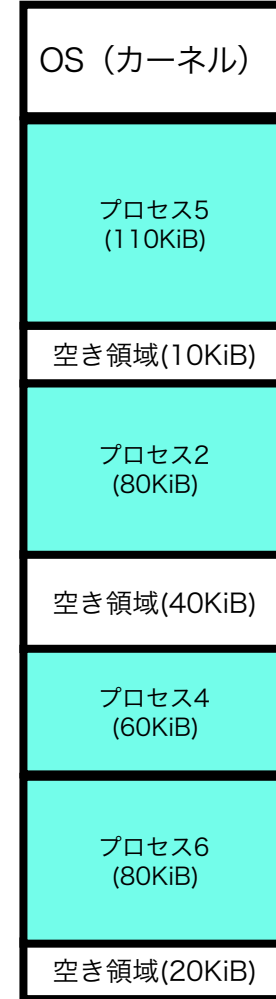 OS（カーネル）
プロセス5
(110KiB)
空き領域(10KiB)
プロセス2
(80KiB)
空き領域(40KiB)
プロセス4
(60KiB)
プロセス6
(80KiB)
空き領域(20KiB)